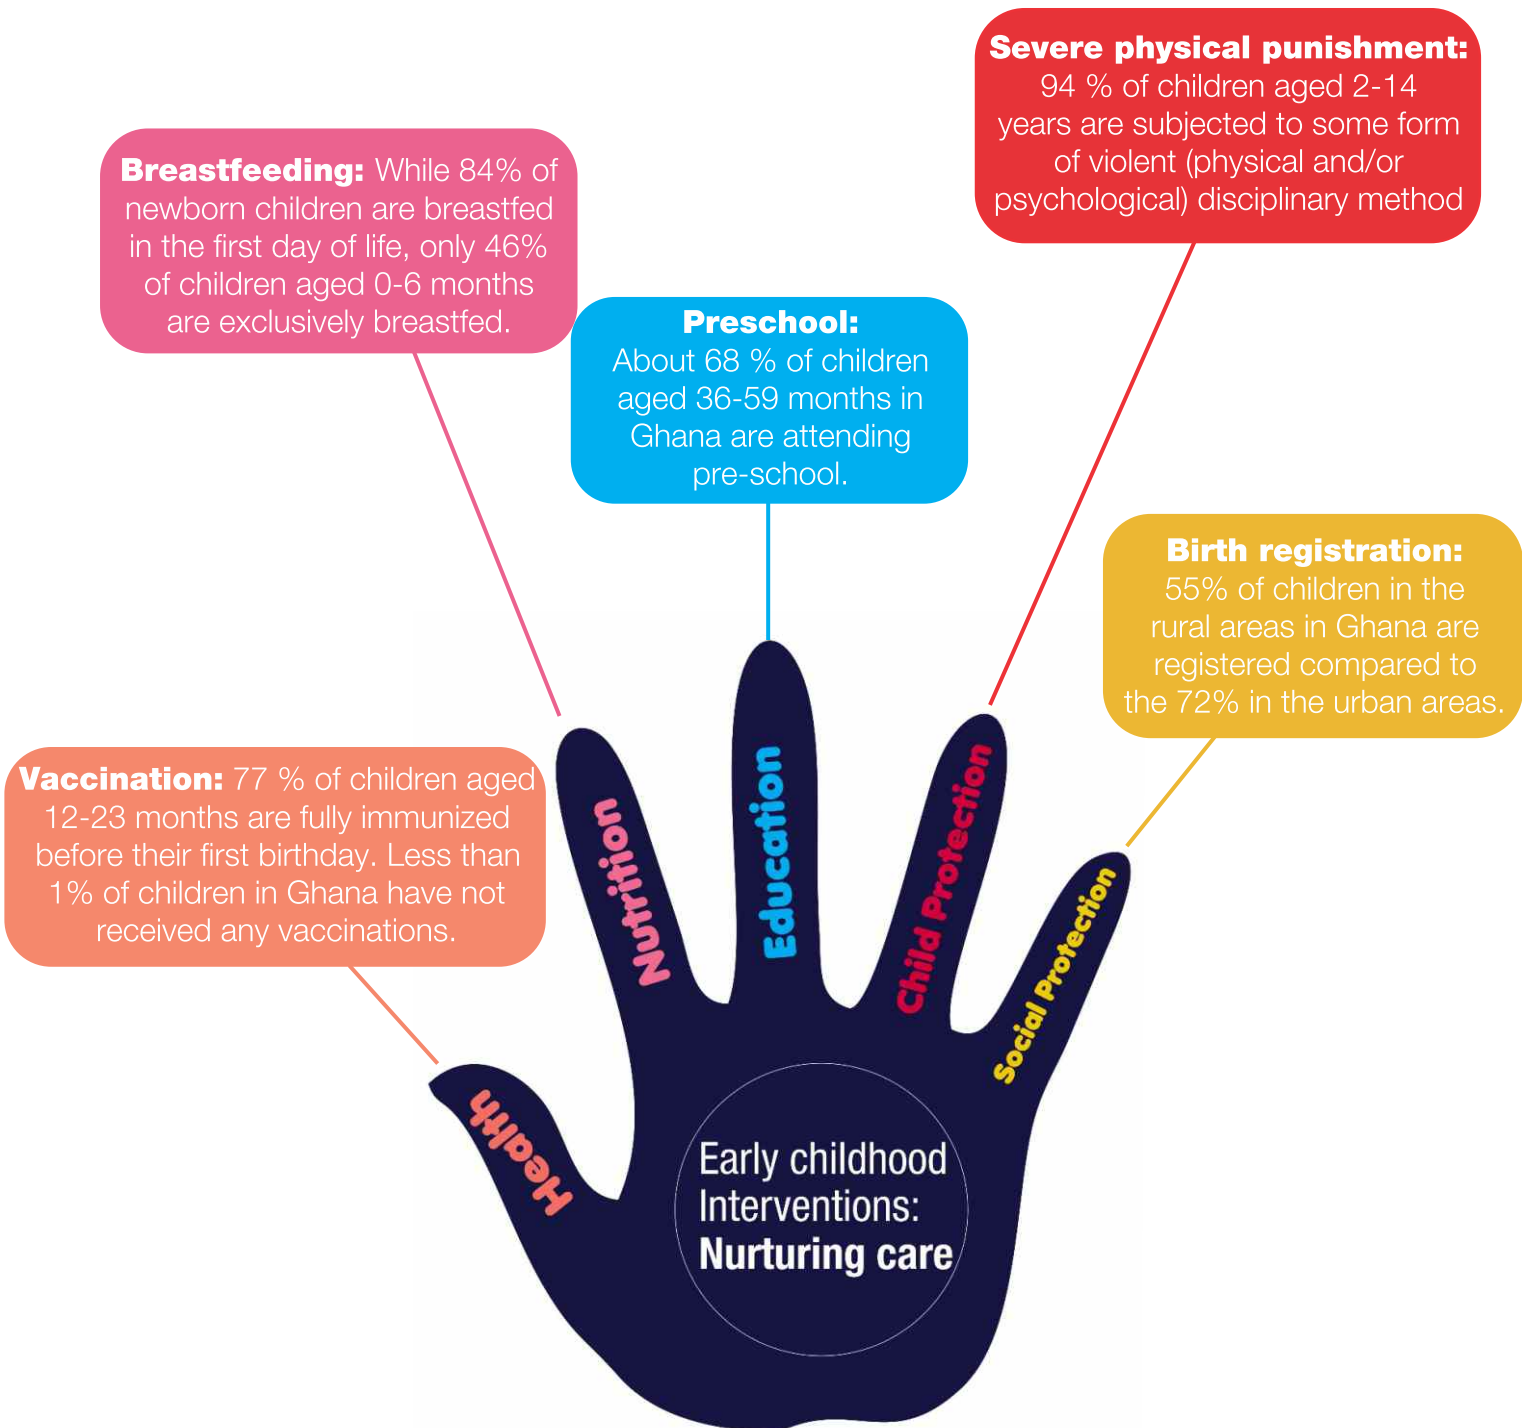 Severe physical punishment:
94 % of children aged 2-14
years are subjected to some form
of violent (physical and/or
psychological) disciplinary method
Breastfeeding: While 84% of
newborn children are breastfed
in the first day of life, only 46%
of children aged 0-6 months
are exclusively breastfed.
Preschool:
About 68 % of children
aged 36-59 months in
Ghana are attending
pre-school.
Birth registration:
55% of children in the
rural areas in Ghana are
registered compared to
the 72% in the urban areas.
Vaccination: 77 % of children aged
12-23 months are fully immunized
before their first birthday. Less than
1% of children in Ghana have not
received any vaccinations.
Health
Nutrition
Education
Child Protection
Social Protection
Early childhood
Interventions:
Nurturing care